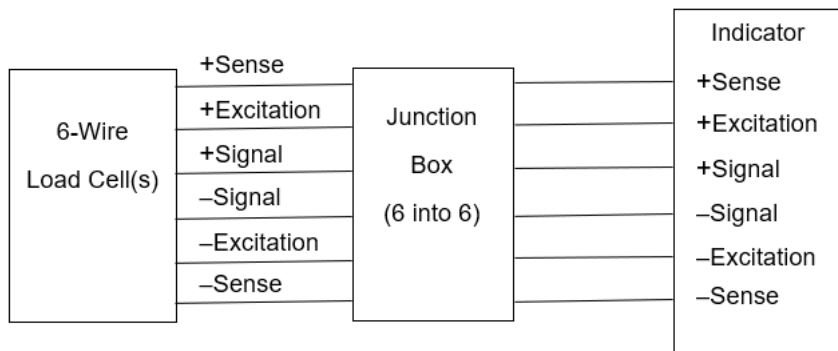 6-Wire
Load Cell(s)
+Sense
+Excitation
+Signal
–Signal
–Excitation
–Sense
Junction
Box
(6 into 6)
Indicator
+Sense
+Excitation
+Signal
–Signal
–Excitation
–Sense